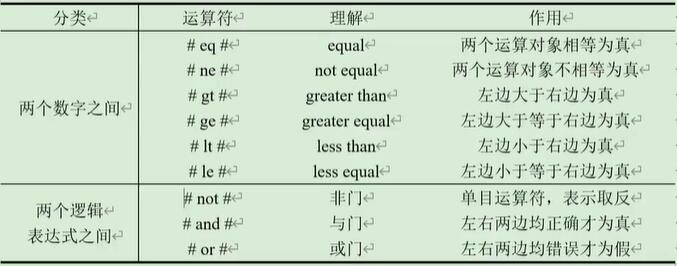 分类 运算符 理解 作用
# eq # equal 两个运算对象相等为真
# ne # not equal 两个运算对象不相等为真
两个数字之间 # gt # greater than 左边大于右边为真
# ge # greater equal 左边大于等于右边为真
# lt # less than 左边小于右边为真
# le # less equal 左边小于等于右边为真
两个逻辑 # not # 非门 单目运算符，表示取反
表达式之间 # and # 与门 左右两边均正确才为真
# or # 或门 左右两边均错误才为假